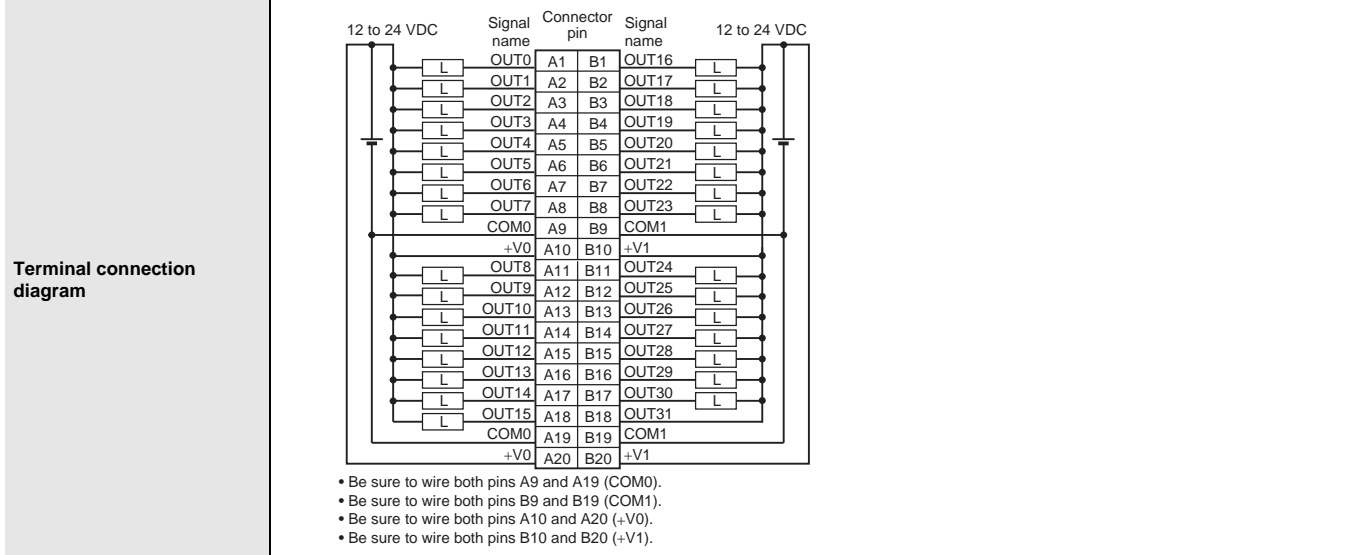 Terminal connection
diagram
12 to 24 VDC Signal name Connector pin Signal name 12 to 24 VDC
L OUT0 A1 B1 OUT16 L
L OUT1 A2 B2 OUT17 L
L OUT2 A3 B3 OUT18 L
L OUT3 A4 B4 OUT19 L
L OUT4 A5 B5 OUT20 L
L OUT5 A6 B6 OUT21 L
L OUT6 A7 B7 OUT22 L
L OUT7 A8 B8 OUT23 L
COM0 A9 B9 COM1
+V0 A10 B10 +V1
L OUT8 A11 B11 OUT24 L
L OUT9 A12 B12 OUT25 L
L OUT10 A13 B13 OUT26 L
L OUT11 A14 B14 OUT27 L
L OUT12 A15 B15 OUT28 L
L OUT13 A16 B16 OUT29 L
L OUT14 A17 B17 OUT30 L
L OUT15 A18 B18 OUT31
COM0 A19 B19 COM1
+V0 A20 B20 +V1
• Be sure to wire both pins A9 and A19 (COM0).
• Be sure to wire both pins B9 and B19 (COM1).
• Be sure to wire both pins A10 and A20 (+V0).
• Be sure to wire both pins B10 and B20 (+V1).